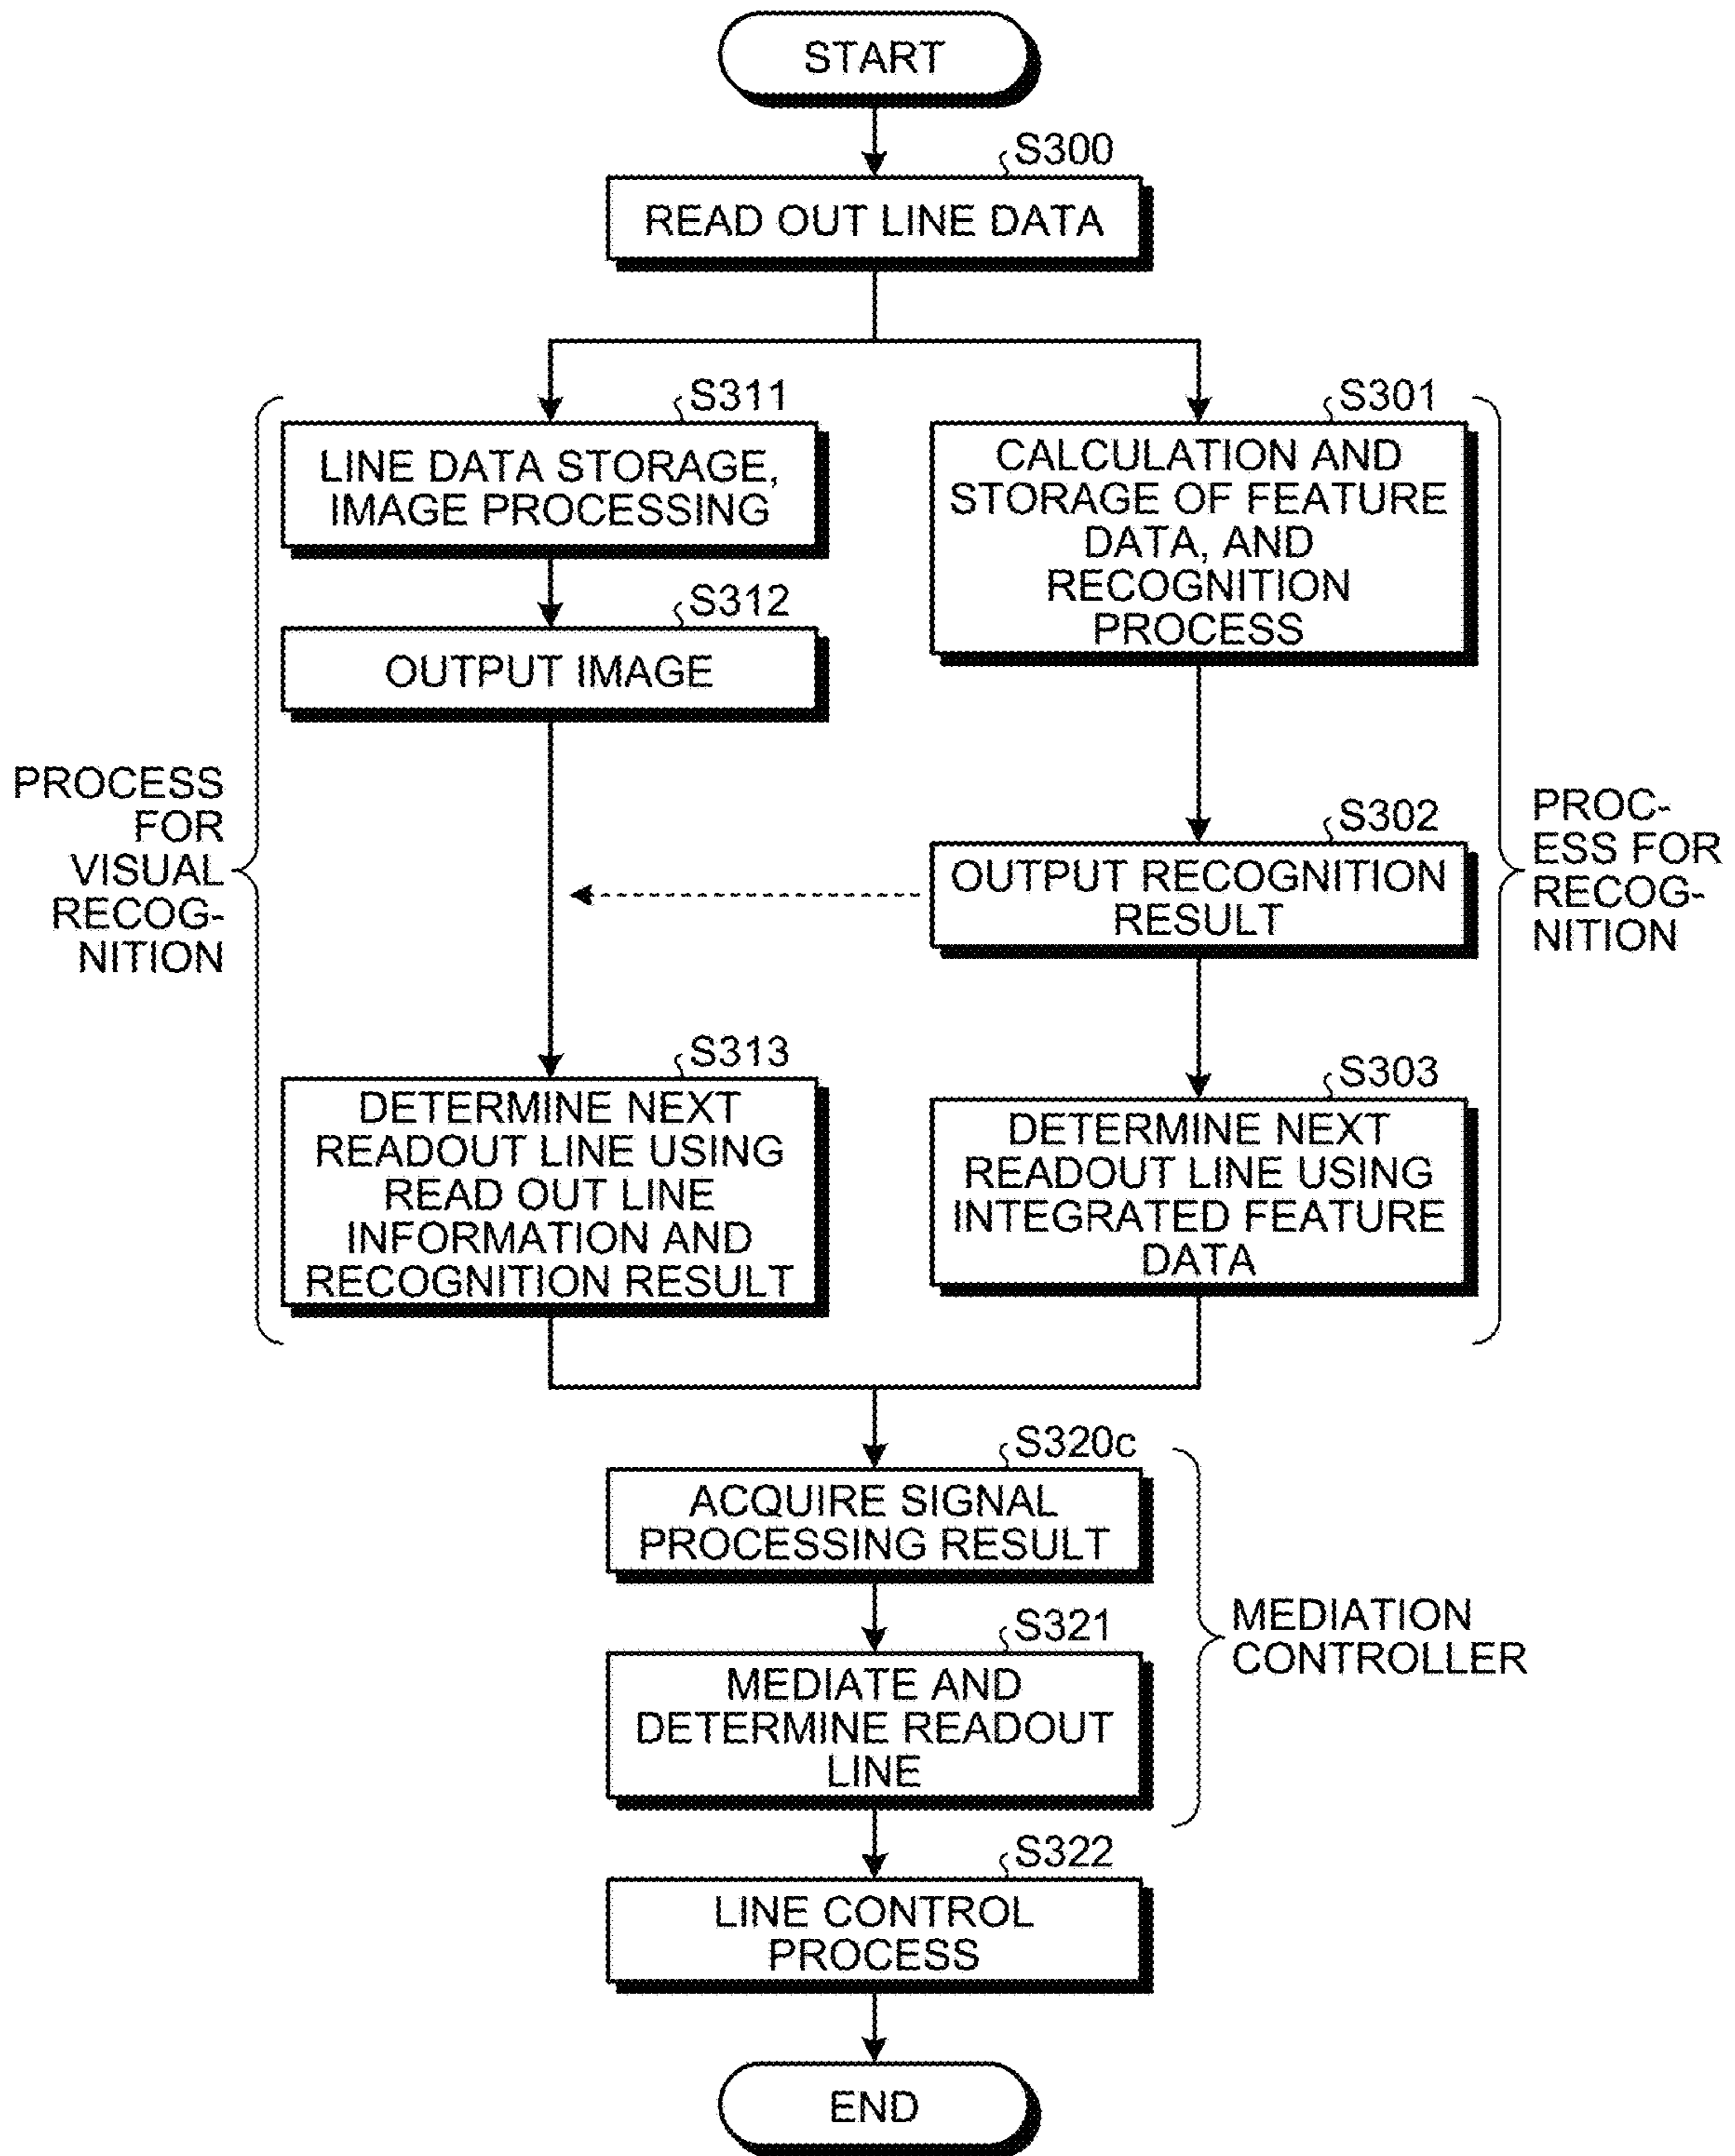 START
S300
READ OUT LINE DATA
S311
LINE DATA STORAGE,
IMAGE PROCESSING
S312
OUTPUT IMAGE
PROCESS
FOR
VISUAL
RECOG-
NITION
S313
DETERMINE NEXT
READOUT LINE USING
READ OUT LINE
INFORMATION AND
RECOGNITION RESULT
S301
CALCULATION AND
STORAGE OF FEATURE
DATA, AND
RECOGNITION
PROCESS
S302
OUTPUT RECOGNITION
RESULT
PROC-
ESS FOR
RECOG-
NITION
S303
DETERMINE NEXT
READOUT LINE USING
INTEGRATED FEATURE
DATA
S320c
ACQUIRE SIGNAL
PROCESSING RESULT
S321
MEDIATE AND
DETERMINE READOUT
LINE
MEDIATION
CONTROLLER
S322
LINE CONTROL
PROCESS
END